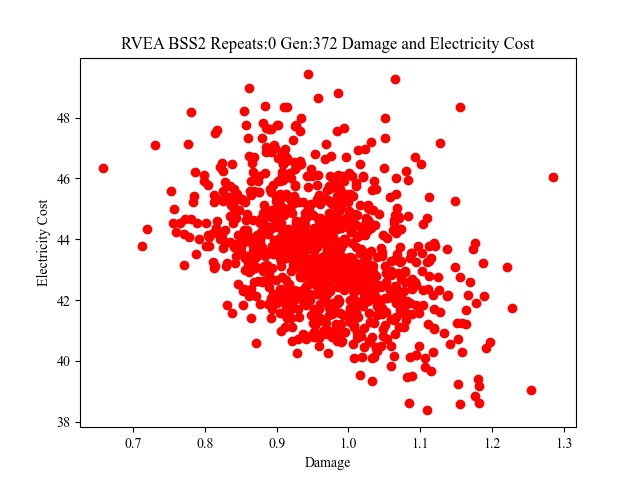 RVEA BSS2 Repeats:0 Gen:372 Damage and Electricity Cost
Electricity Cost
48
46
44
42
40
38
0.7 0.8 0.9 1.0 1.1 1.2 1.3
Damage